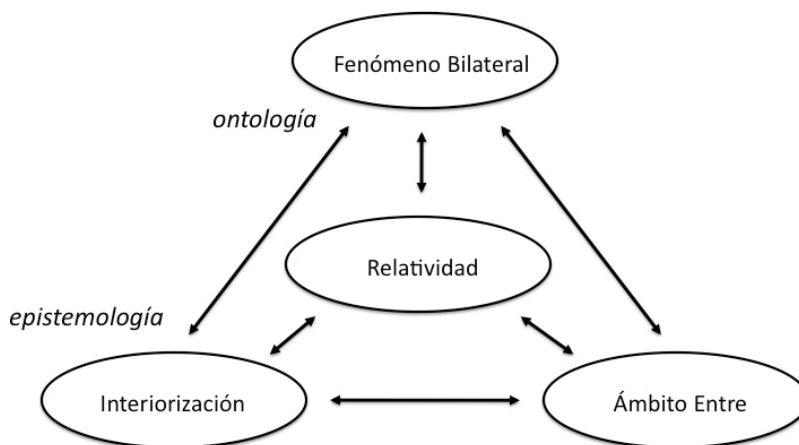 Fenómeno Bilateral
ontología
Relatividad
epistemología
Interiorización
Ámbito Entre